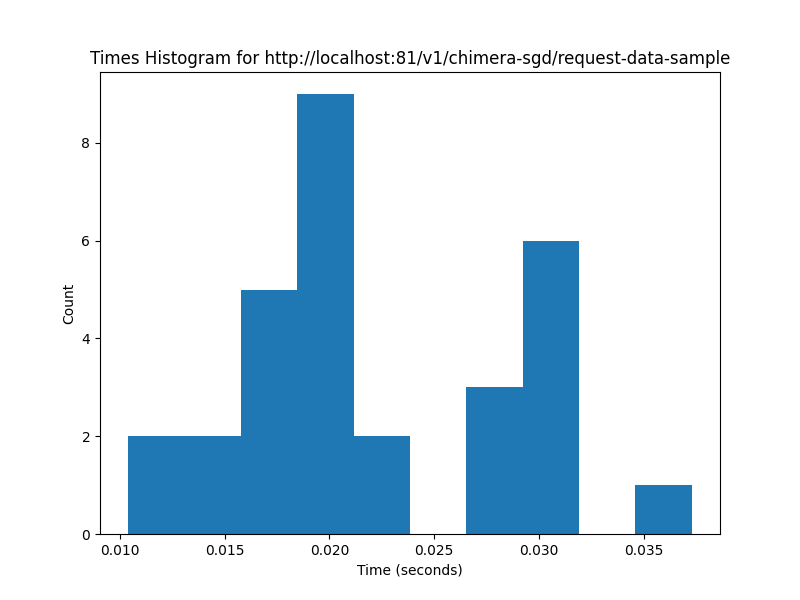 Times Histogram for http://localhost:81/v1/chimera-sgd/request-data-sample
Count
8
6
4
2
0
0.010 0.015 0.020 0.025 0.030 0.035
Time (seconds)